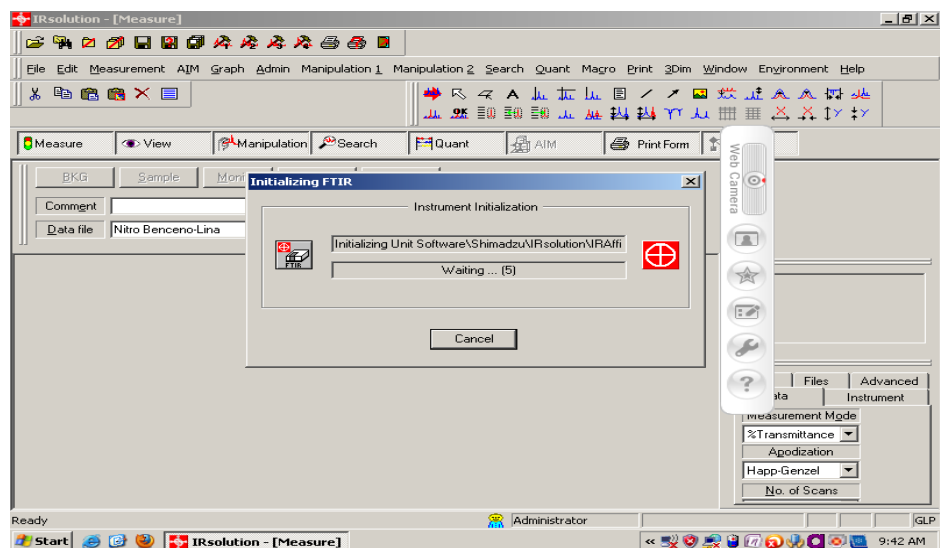 IRsolution - [Measure]
File Edit Measurement AIM Graph Admin Manipulation 1 Manipulation 2 Search Quant Macro Print 3Dim Window Environment Help
Measure View Manipulation Search Quant AIM Print Form
BKG Sample Moni
Initializing FTIR
Web Camera
Instrument Initialization
Comment
Data file Nitro Benceno-Lina
Initializing Unit Software\Shimadzu\IRsolution\IRAffi
FTIR
Waiting ... (5)
Cancel
?
Files Advanced
ata Instrument
Measurement Mode
%Transmittance
Apodization
Happ-Genzel
No. of Scans
Ready Administrator GLP
Start IRsolution - [Measure] 9:42 AM